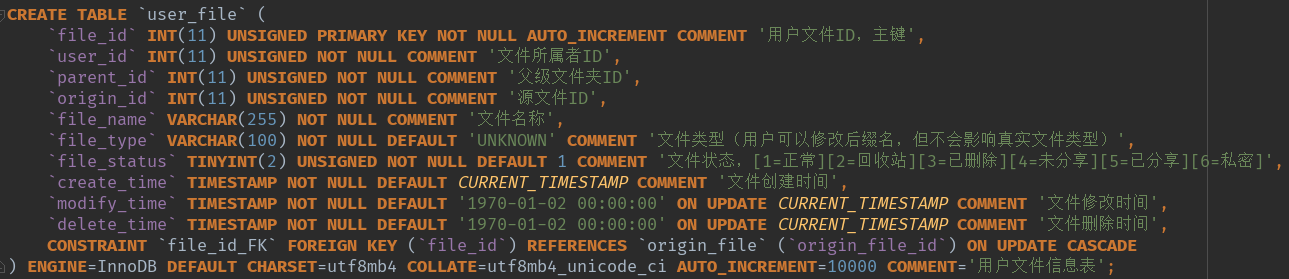 CREATE TABLE `user_file` (
`file_id` INT(11) UNSIGNED PRIMARY KEY NOT NULL AUTO_INCREMENT COMMENT '用户文件ID，主键',
`user_id` INT(11) UNSIGNED NOT NULL COMMENT '文件所属者ID',
`parent_id` INT(11) UNSIGNED NOT NULL COMMENT '父级文件夹ID',
`origin_id` INT(11) UNSIGNED NOT NULL COMMENT '源文件ID',
`file_name` VARCHAR(255) NOT NULL COMMENT '文件名称',
`file_type` VARCHAR(100) NOT NULL DEFAULT 'UNKNOWN' COMMENT '文件类型（用户可以修改后缀名，但不会影响真实文件类型）',
`file_status` TINYINT(2) UNSIGNED NOT NULL DEFAULT 1 COMMENT '文件状态，[1=正常][2=回收站][3=已删除][4=未分享][5=已分享][6=私密]',
`create_time` TIMESTAMP NOT NULL DEFAULT CURRENT_TIMESTAMP COMMENT '文件创建时间',
`modify_time` TIMESTAMP NOT NULL DEFAULT '1970-01-02 00:00:00' ON UPDATE CURRENT_TIMESTAMP COMMENT '文件修改时间',
`delete_time` TIMESTAMP NOT NULL DEFAULT '1970-01-02 00:00:00' ON UPDATE CURRENT_TIMESTAMP COMMENT '文件删除时间',
CONSTRAINT `file_id_FK` FOREIGN KEY (`file_id`) REFERENCES `origin_file` (`origin_file_id`) ON UPDATE CASCADE
) ENGINE=InnoDB DEFAULT CHARSET=utf8mb4 COLLATE=utf8mb4_unicode_ci AUTO_INCREMENT=10000 COMMENT='用户文件信息表';